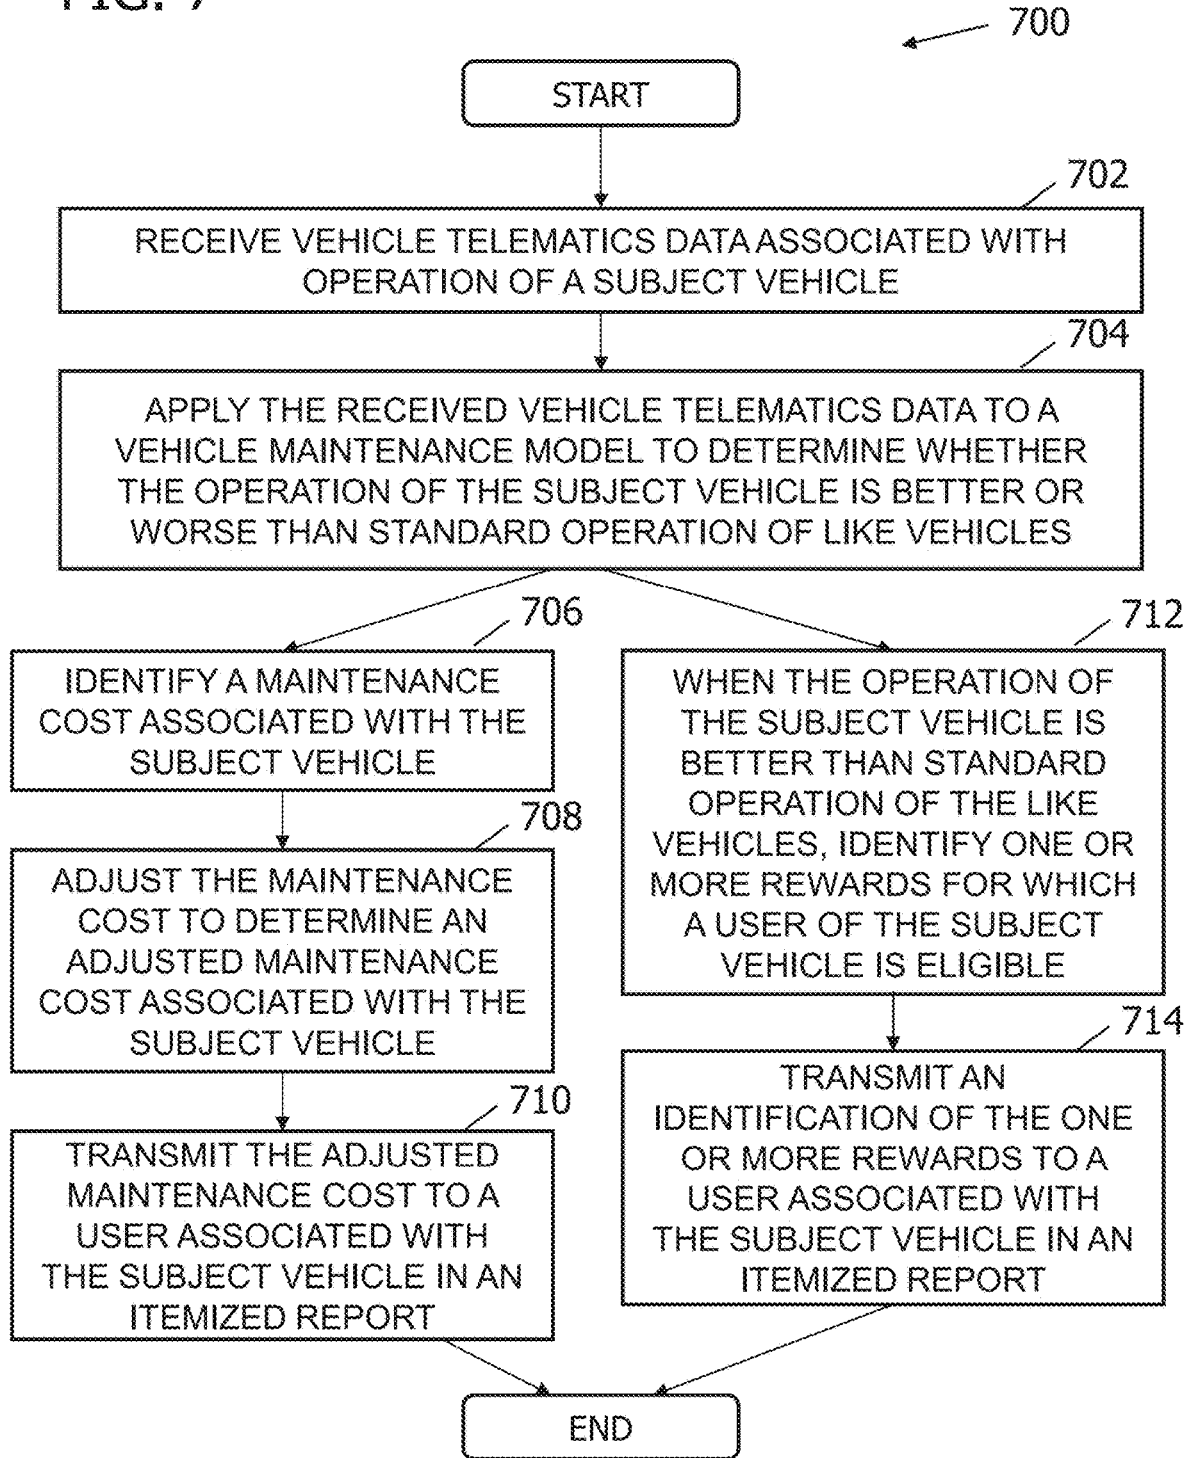 FIG. 7
700
START
702
RECEIVE VEHICLE TELEMATICS DATA ASSOCIATED WITH
OPERATION OF A SUBJECT VEHICLE
704
APPLY THE RECEIVED VEHICLE TELEMATICS DATA TO A
VEHICLE MAINTENANCE MODEL TO DETERMINE WHETHER
THE OPERATION OF THE SUBJECT VEHICLE IS BETTER OR
WORSE THAN STANDARD OPERATION OF LIKE VEHICLES
706
IDENTIFY A MAINTENANCE
COST ASSOCIATED WITH THE
SUBJECT VEHICLE
708
ADJUST THE MAINTENANCE
COST TO DETERMINE AN
ADJUSTED MAINTENANCE
COST ASSOCIATED WITH THE
SUBJECT VEHICLE
710
TRANSMIT THE ADJUSTED
MAINTENANCE COST TO A
USER ASSOCIATED WITH
THE SUBJECT VEHICLE IN AN
ITEMIZED REPORT
712
WHEN THE OPERATION OF
THE SUBJECT VEHICLE IS
BETTER THAN STANDARD
OPERATION OF THE LIKE
VEHICLES, IDENTIFY ONE OR
MORE REWARDS FOR WHICH
A USER OF THE SUBJECT
VEHICLE IS ELIGIBLE
714
TRANSMIT AN
IDENTIFICATION OF THE ONE
OR MORE REWARDS TO A
USER ASSOCIATED WITH
THE SUBJECT VEHICLE IN AN
ITEMIZED REPORT
END